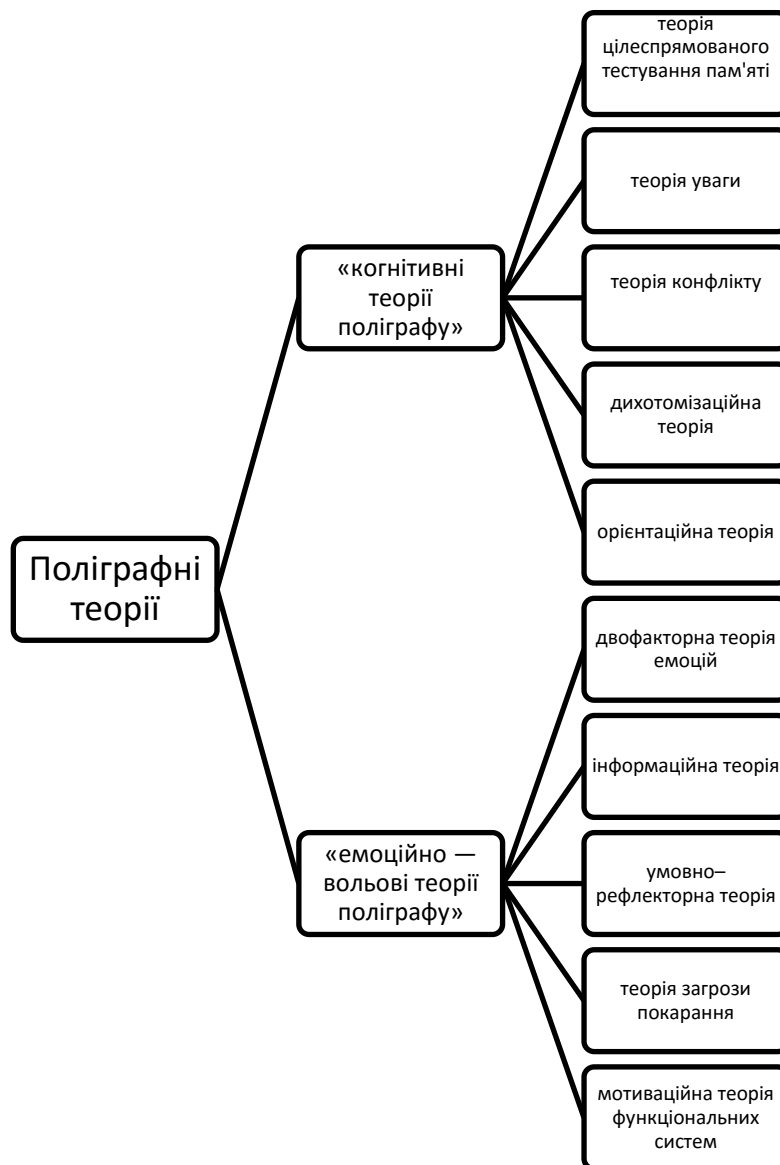 Поліграфні
теорії
«когнітивні
теорії
поліграфу»
теорія
цілеспрямованого
тестування пам'яті
теорія уваги
теорія конфлікту
дихотомізаційна
теорія
орієнтаційна теорія
«емоційно —
вольові теорії
поліграфу»
двофакторна теорія
емоцій
інформаційна теорія
умовно–
рефлекторна теорія
теорія загрози
покарання
мотиваційна теорія
функціональних
систем